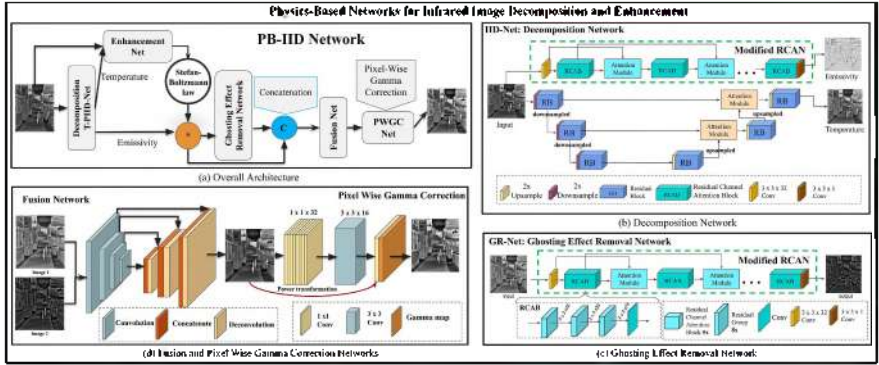 Physics-Based Networks for Infrared Image Decomposition and Enhancement
PB-IID Network
Enhancement
Net
Temperature
Stefan-
Boltzmann
law
Decomposition
T-PHD-Net
Emissivity
*
Ghosting Effect
Removal Network
Concatenation
C
Fusion Net
Pixel-Wise
Gamma
Correction
PWGC
Net
(a) Overall Architecture
IID-Net: Decomposition Network
Modified RCAN
RCAB
Attention
Module
RCAB
Attention
Module
RCAB
Emissivity
Input
RB
downsampled
RB
downsampled
RB
RB
RB
RB
Attention
Module
Attention
Module
upsampled
upsampled
Temperature
2x
Upsample
2x
Downsample
Residual
Block
RCAB
Residual Channel
Attention Block
3 x 3 x 32
Conv
3 x 3 x 1
Conv
(b) Decomposition Network
Fusion Network
Pixel Wise Gamma Correction
Image 1
Image 2
1 x 1 x 32
3 x 3 x 16
Power transformation
Convolution
Concatenate
Deconvolution
1 x1
Conv
3 x 3
Conv
Gamma map
(d) Fusion and Pixel Wise Gamma Correction Networks
GR-Net: Ghosting Effect Removal Network
Modified RCAN
input
RCAB
Attention
Module
RCAB
Attention
Module
RCAB
output
RCAB
Residual
Channel
Attention
Residual
Group
Conv
3 x 3 x 32
Conv
Conv
(c) Ghosting Effect Removal Network